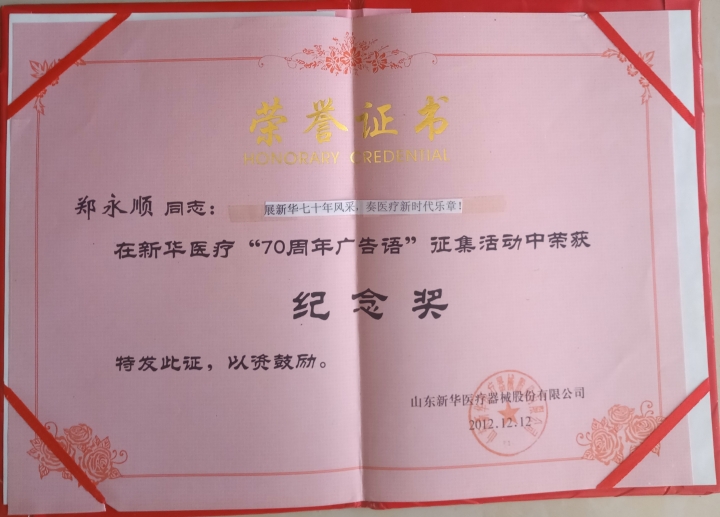 荣誉证书
HONORARY CREDENTIAL
郑永顺 同志： 展新华七十年风采，奏医疗新时代乐章！
在新华医疗“70周年广告语”征集活动中荣获
纪念奖
特发此证，以资鼓励。
山东新华医疗器械股份有限公司
2012.12.12